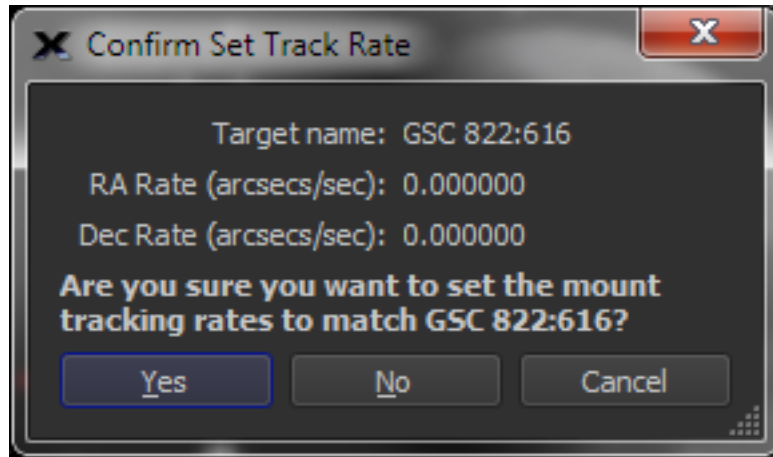 Confirm Set Track Rate
Target name: GSC 822:616
RA Rate (arcsecs/sec): 0.000000
Dec Rate (arcsecs/sec): 0.000000
Are you sure you want to set the mount
tracking rates to match GSC 822:616?
Yes No Cancel